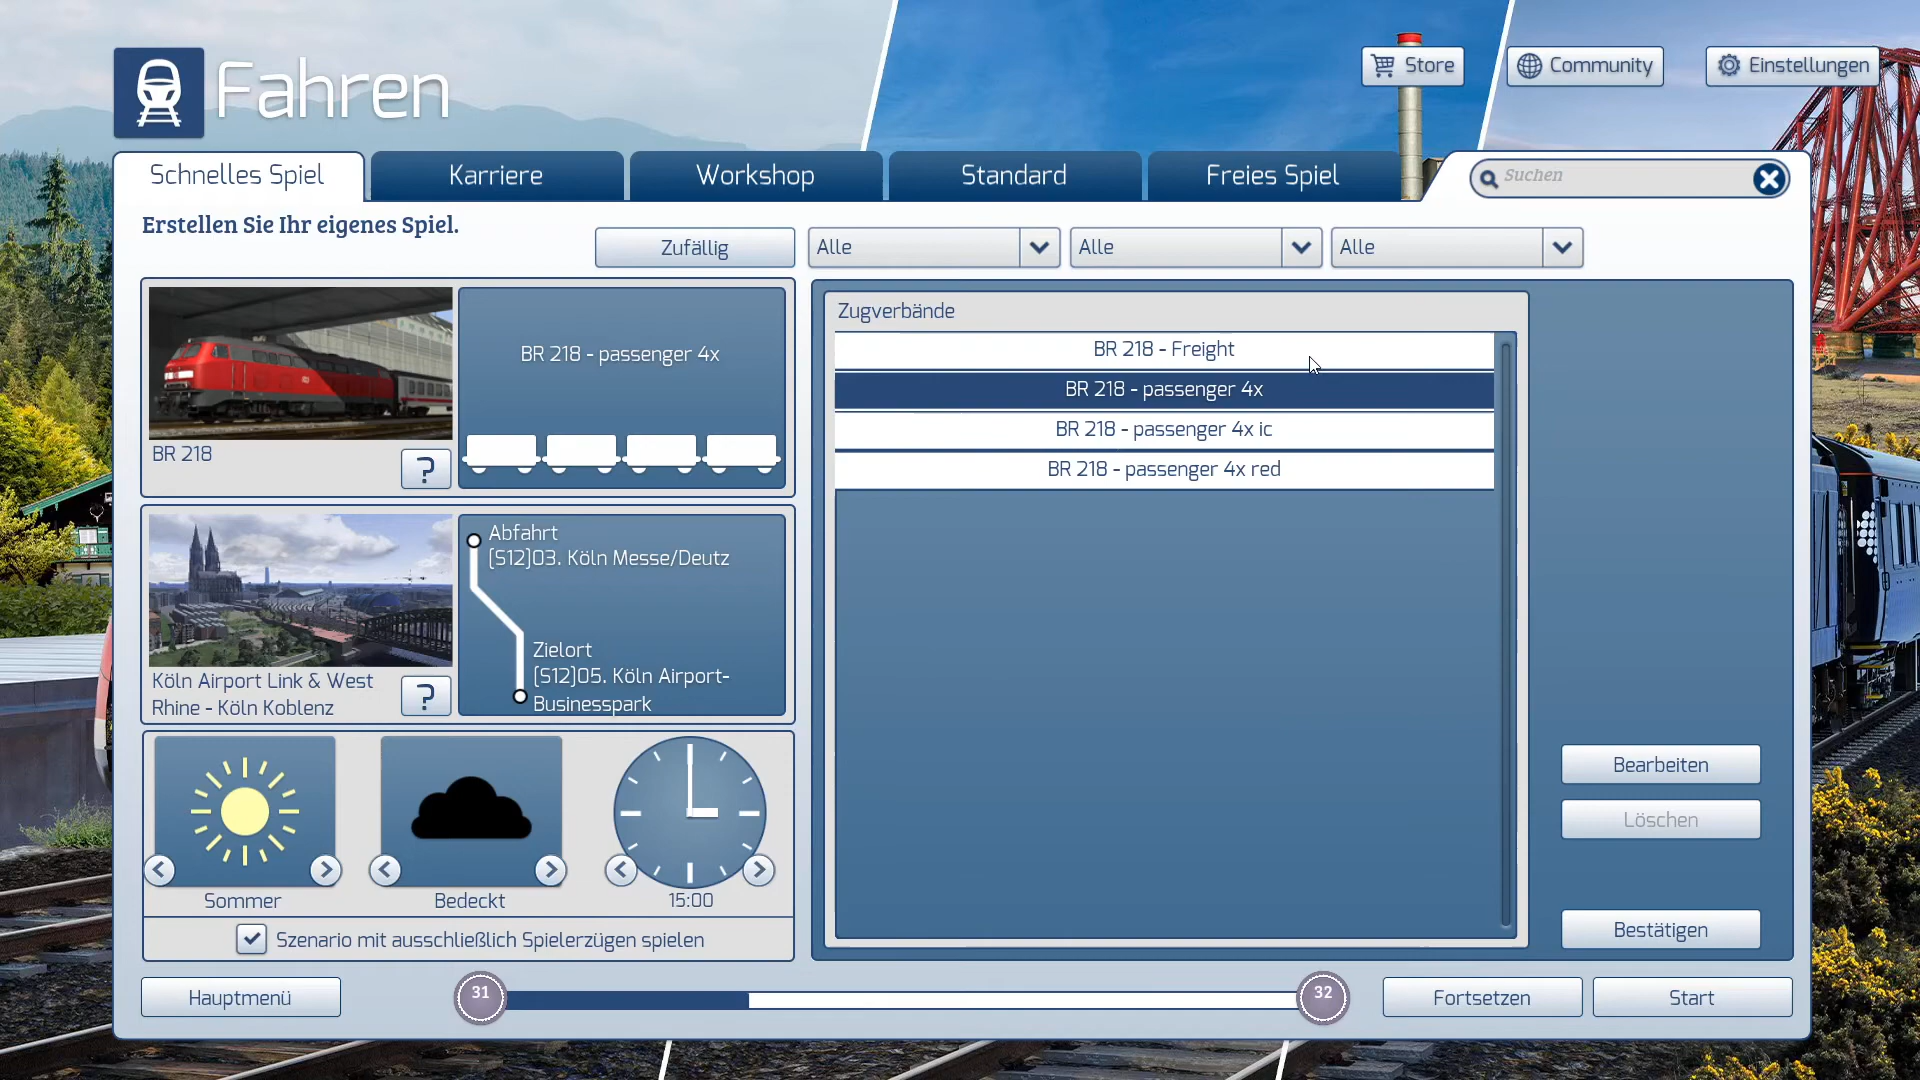 Fahren
Store
Community
Einstellungen
Schnelles Spiel
Karriere
Workshop
Standard
Freies Spiel
Suchen
Erstellen Sie Ihr eigenes Spiel.
Zufällig
Alle
Alle
Alle
BR 218 - passenger 4x
BR 218
?
Abfahrt
[S12]03. Köln Messe/Deutz
Zielort
[S12]05. Köln Airport-
Businesspark
Köln Airport Link & West
Rhine - Köln Koblenz
?
Sommer
Bedeckt
15:00
Szenario mit ausschließlich Spielerzügen spielen
Zugverbände
BR 218 - Freight
BR 218 - passenger 4x
BR 218 - passenger 4x ic
BR 218 - passenger 4x red
Bearbeiten
Löschen
Bestätigen
Hauptmenü
31
32
Fortsetzen
Start